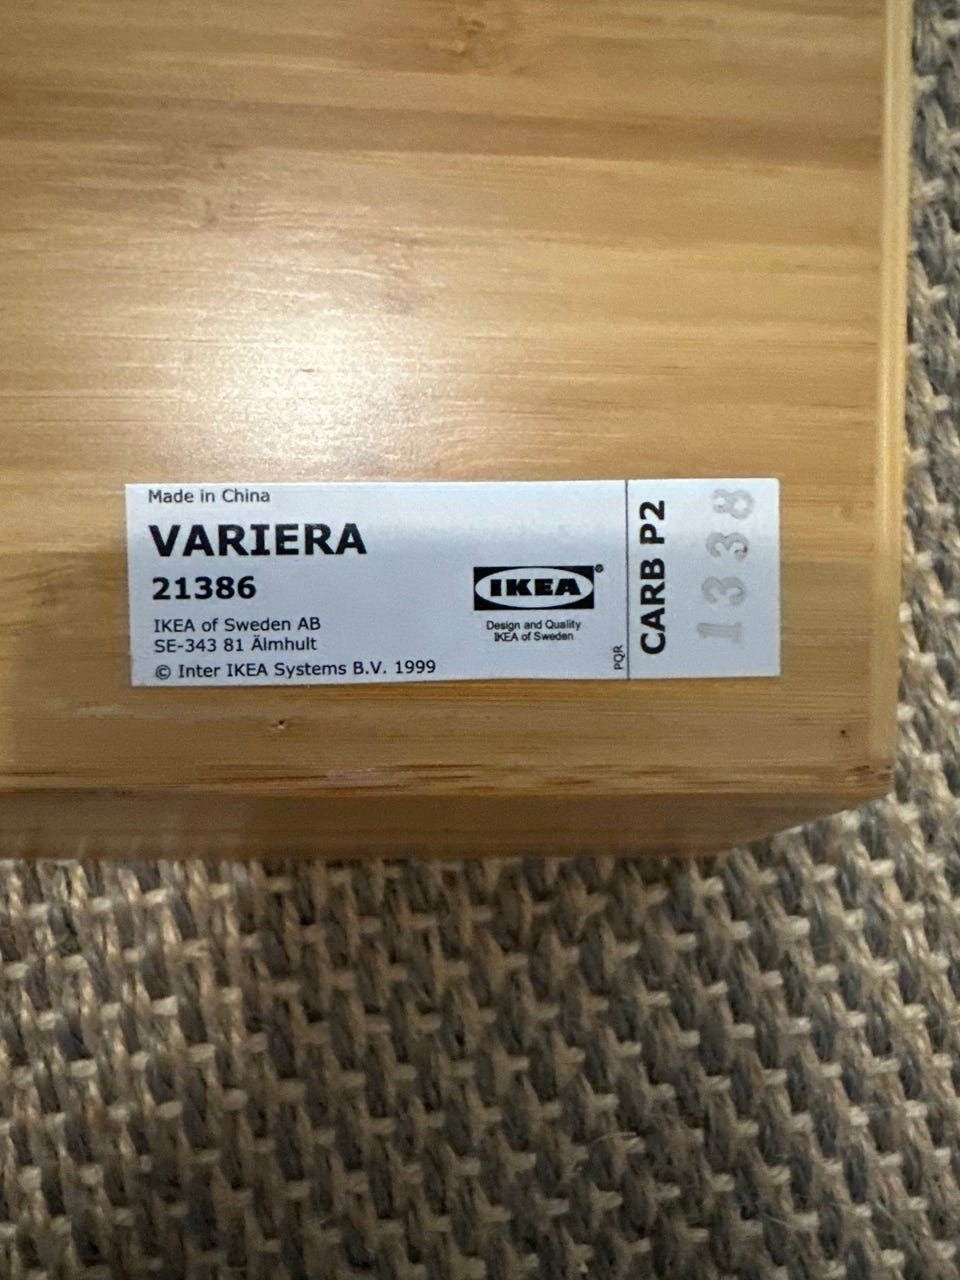 Made in China
VARIERA
21386
IKEA of Sweden AB
SE-343 81 Älmhult
© Inter IKEA Systems B.V. 1999
IKEA®
Design and Quality
IKEA of Sweden
PQR
CARB P2
1338